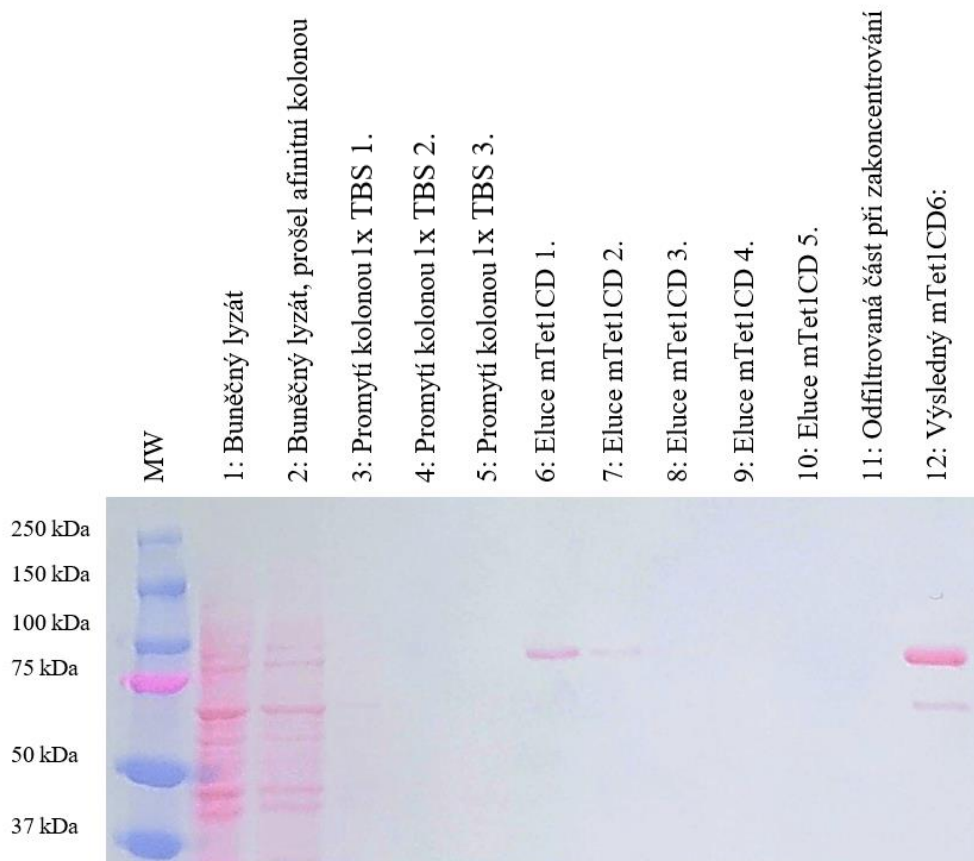 MW
1: Buněčný lyzát
2: Buněčný lyzát, prošel afinitní kolonou
3: Promytí kolonou 1x TBS 1.
4: Promytí kolonou 1x TBS 2.
5: Promytí kolonou 1x TBS 3.
6: Eluce mTet1CD 1.
7: Eluce mTet1CD 2.
8: Eluce mTet1CD 3.
9: Eluce mTet1CD 4.
10: Eluce mTet1CD 5.
11: Odfiltrovaná část při zakoncentrování
12: Výsledný mTet1CD6:
250 kDa
150 kDa
100 kDa
75 kDa
50 kDa
37 kDa